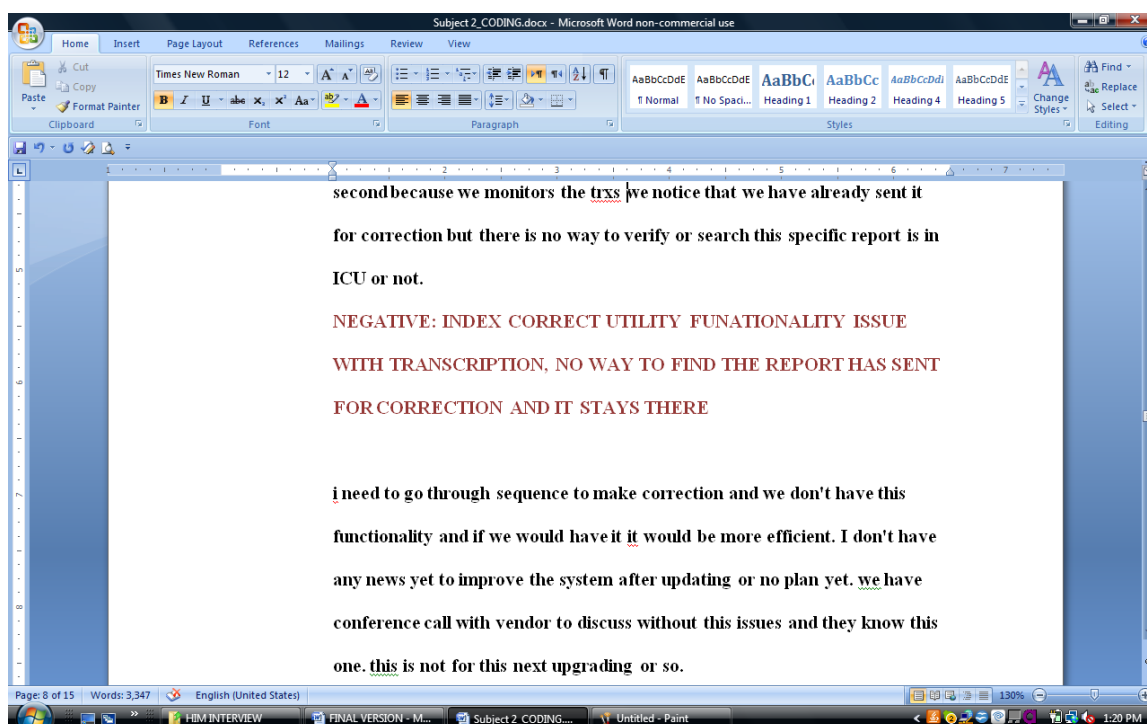 Subject 2_CODING.docx - Microsoft Word non-commercial use
Home Insert Page Layout References Mailings Review View
Paste
Cut
Copy
Format Painter
Clipboard
Times New Roman 12
Font
Paragraph
AaBbCcDdE AaBbCcDdE AaBbC AaBbCc AaBbCcDdI AaBbCcDdE
¶ Normal ¶ No Spaci... Heading 1 Heading 2 Heading 4 Heading 5
Change Styles
Styles
Find
Replace
Select
Editing
1 2 3 4 5 6 7
second because we monitors the trxs we notice that we have already sent it
for correction but there is no way to verify or search this specific report is in
ICU or not.
NEGATIVE: INDEX CORRECT UTILITY FUNATIONALITY ISSUE
WITH TRANSCRIPTION, NO WAY TO FIND THE REPORT HAS SENT
FOR CORRECTION AND IT STAYS THERE
i need to go through sequence to make correction and we don't have this
functionality and if we would have it it would be more efficient. I don't have
any news yet to improve the system after updating or no plan yet. we have
conference call with vendor to discuss without this issues and they know this
one. this is not for this next upgrading or so.
Page: 8 of 15 Words: 3,347 English (United States) 130%
HIM INTERVIEW FINAL VERSION - M... Subject 2_CODING.... Untitled - Paint 1:20 PM